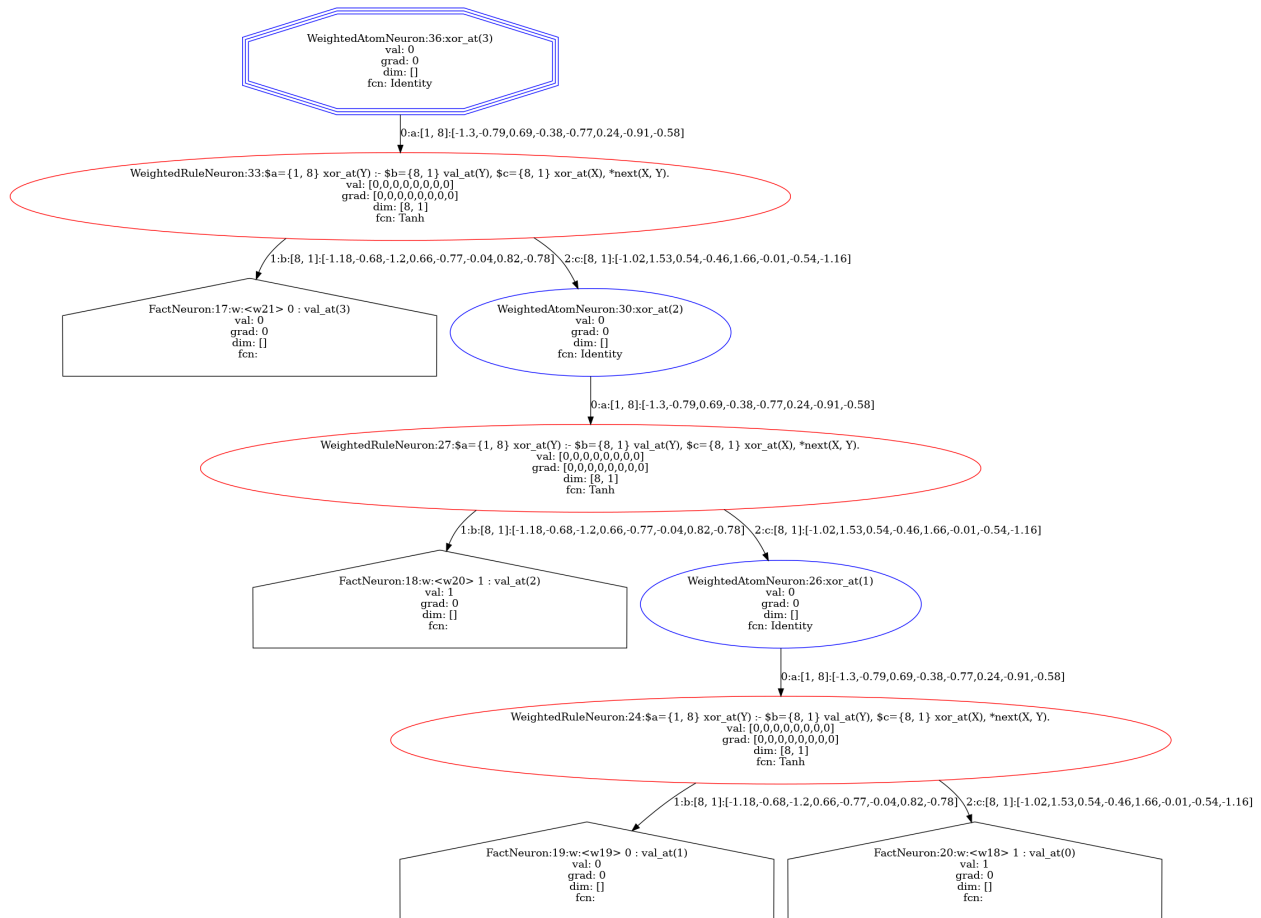 WeightedAtomNeuron:36:xor_at(3)
val: 0
grad: 0
dim: []
fcn: Identity
0:a:[1, 8]:[-1.3,-0.79,0.69,-0.38,-0.77,0.24,-0.91,-0.58]
WeightedRuleNeuron:33:$a={1, 8} xor_at(Y) :- $b={8, 1} val_at(Y), $c={8, 1} xor_at(X), *next(X, Y).
val: [0,0,0,0,0,0,0,0]
grad: [0,0,0,0,0,0,0,0]
dim: [8, 1]
fcn: Tanh
1:b:[8, 1]:[-1.18,-0.68,-1.2,0.66,-0.77,-0.04,0.82,-0.78]
2:c:[8, 1]:[-1.02,1.53,0.54,-0.46,1.66,-0.01,-0.54,-1.16]
FactNeuron:17:w:<w21> 0 : val_at(3)
val: 0
grad: 0
dim: []
fcn:
WeightedAtomNeuron:30:xor_at(2)
val: 0
grad: 0
dim: []
fcn: Identity
0:a:[1, 8]:[-1.3,-0.79,0.69,-0.38,-0.77,0.24,-0.91,-0.58]
WeightedRuleNeuron:27:$a={1, 8} xor_at(Y) :- $b={8, 1} val_at(Y), $c={8, 1} xor_at(X), *next(X, Y).
val: [0,0,0,0,0,0,0,0]
grad: [0,0,0,0,0,0,0,0]
dim: [8, 1]
fcn: Tanh
1:b:[8, 1]:[-1.18,-0.68,-1.2,0.66,-0.77,-0.04,0.82,-0.78]
2:c:[8, 1]:[-1.02,1.53,0.54,-0.46,1.66,-0.01,-0.54,-1.16]
FactNeuron:18:w:<w20> 1 : val_at(2)
val: 1
grad: 0
dim: []
fcn:
WeightedAtomNeuron:26:xor_at(1)
val: 0
grad: 0
dim: []
fcn: Identity
0:a:[1, 8]:[-1.3,-0.79,0.69,-0.38,-0.77,0.24,-0.91,-0.58]
WeightedRuleNeuron:24:$a={1, 8} xor_at(Y) :- $b={8, 1} val_at(Y), $c={8, 1} xor_at(X), *next(X, Y).
val: [0,0,0,0,0,0,0,0]
grad: [0,0,0,0,0,0,0,0]
dim: [8, 1]
fcn: Tanh
1:b:[8, 1]:[-1.18,-0.68,-1.2,0.66,-0.77,-0.04,0.82,-0.78]
2:c:[8, 1]:[-1.02,1.53,0.54,-0.46,1.66,-0.01,-0.54,-1.16]
FactNeuron:19:w:<w19> 0 : val_at(1)
val: 0
grad: 0
dim: []
fcn:
FactNeuron:20:w:<w18> 1 : val_at(0)
val: 1
grad: 0
dim: []
fcn: